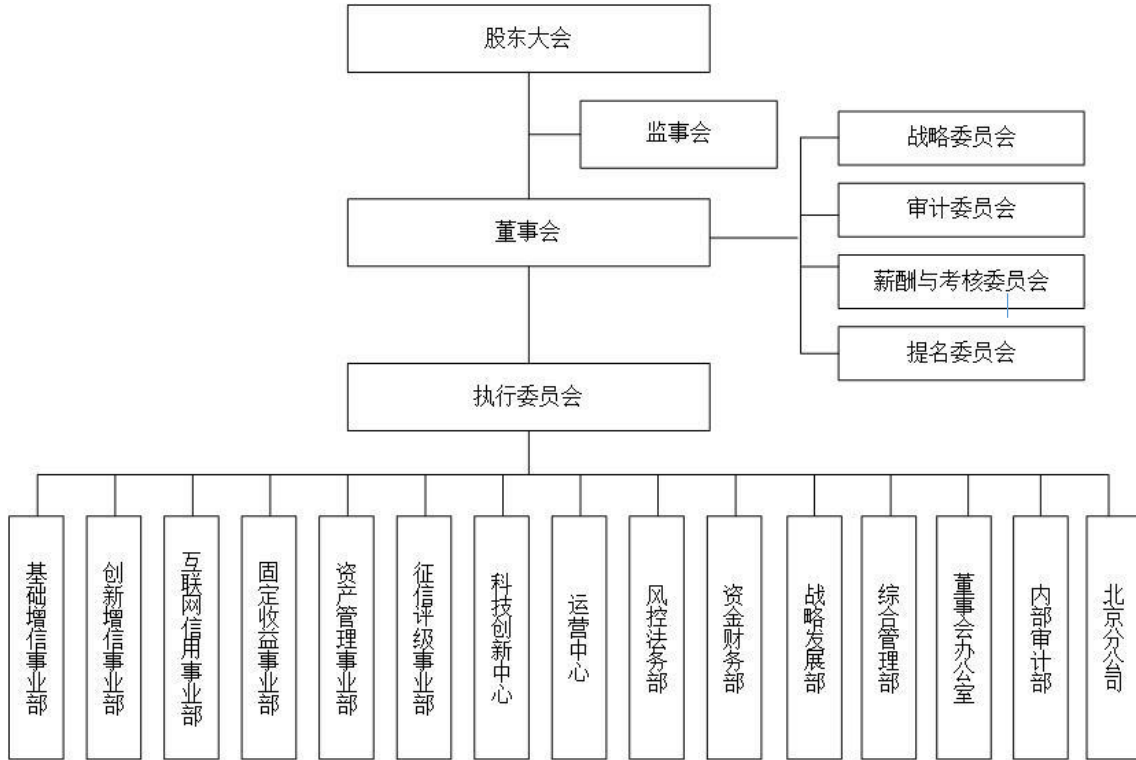 股东大会
监事会
战略委员会
审计委员会
董事会
薪酬与考核委员会
提名委员会
执行委员会
基础增信事业部
创新增信事业部
互联网信用事业部
固定收益事业部
资产管理事业部
征信评级事业部
科技创新中心
运营中心
风控法务部
资金财务部
战略发展部
综合管理部
董事会办公室
内部审计部
北京分公司